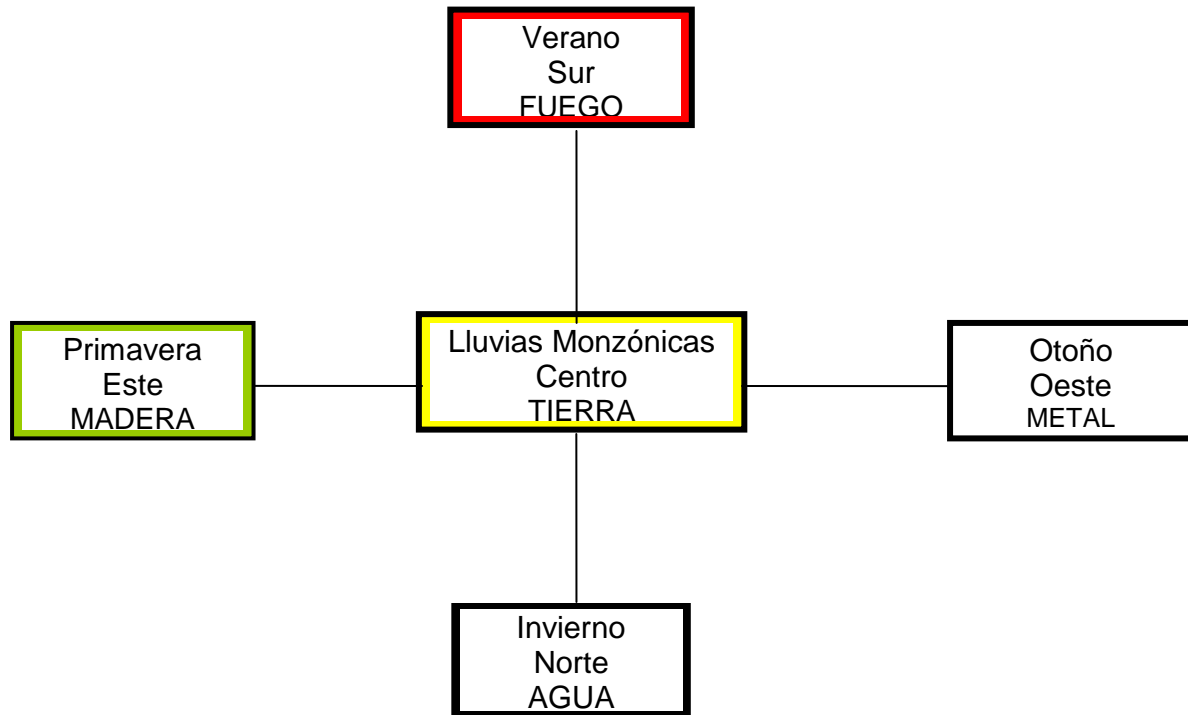 Verano
Sur
FUEGO
Primavera
Este
MADERA
Lluvias Monzónicas
Centro
TIERRA
Otoño
Oeste
METAL
Invierno
Norte
AGUA